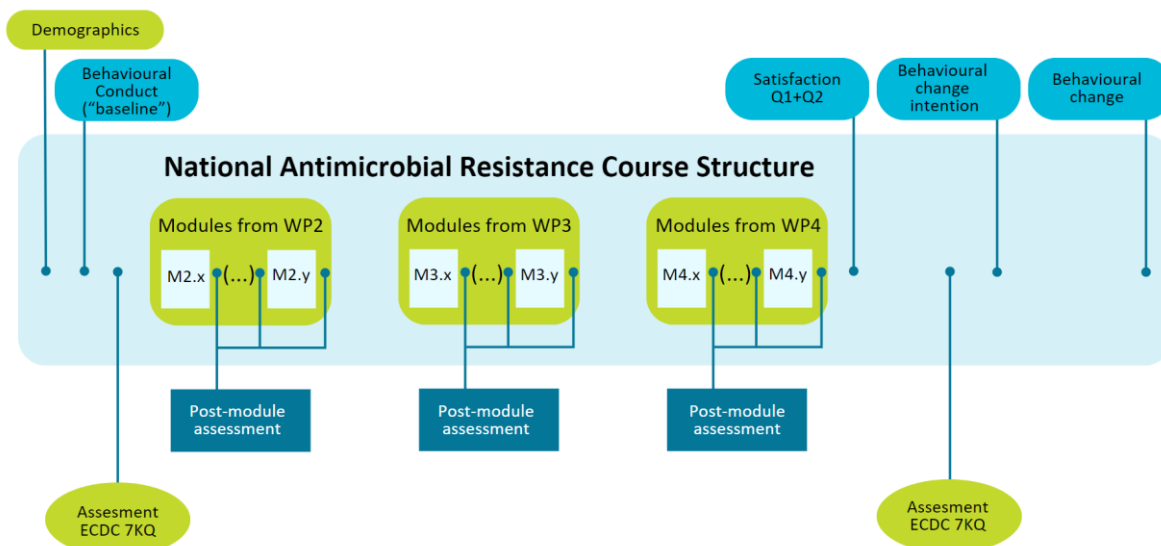 Demographics
Behavioural
Conduct
(“baseline”)
Satisfaction
Q1+Q2
Behavioural
change
intention
Behavioural
change
National Antimicrobial Resistance Course Structure
Modules from WP2
M2.x
(...)
M2.y
Modules from WP3
M3.x
(...)
M3.y
Modules from WP4
M4.x
(...)
M4.y
Post-module
assessment
Post-module
assessment
Post-module
assessment
Assesment
ECDC 7KQ
Assesment
ECDC 7KQ